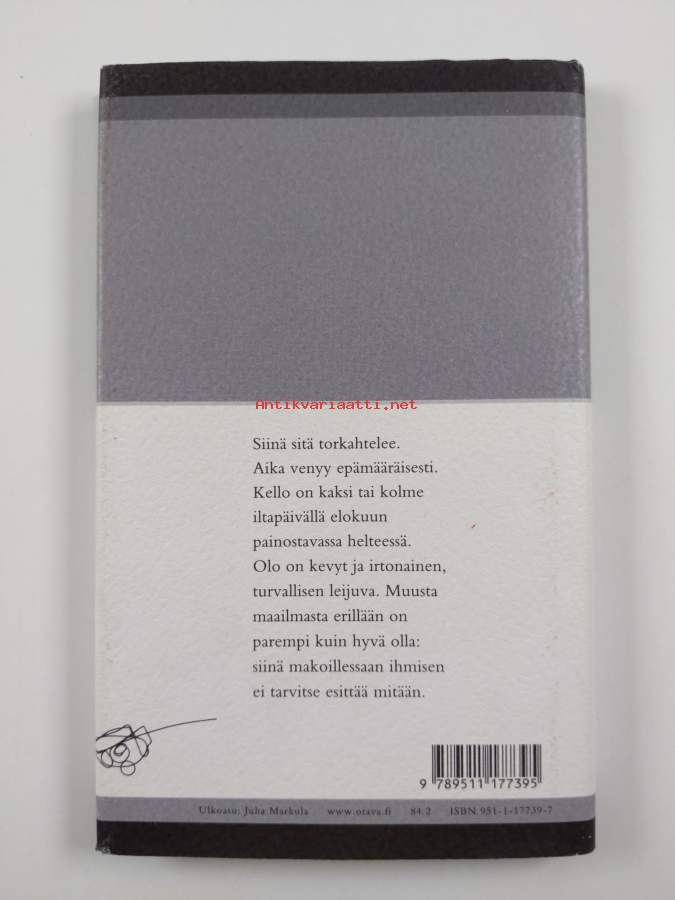 Antikvariaatti.net
Siinä sitä torkahtelee.
Aika venyy epämääräisesti.
Kello on kaksi tai kolme
iltapäivällä elokuun
painostavassa helteessä.
Olo on kevyt ja irtonainen,
turvallisen leijuva. Muusta
maailmasta erillään on
parempi kuin hyvä olla:
siinä makoillessaan ihmisen
ei tarvitse esittää mitään.
9 789511 177395
Ulkoasu: Juha Markula www.otava.fi 84.2 ISBN 951-1-17739-7